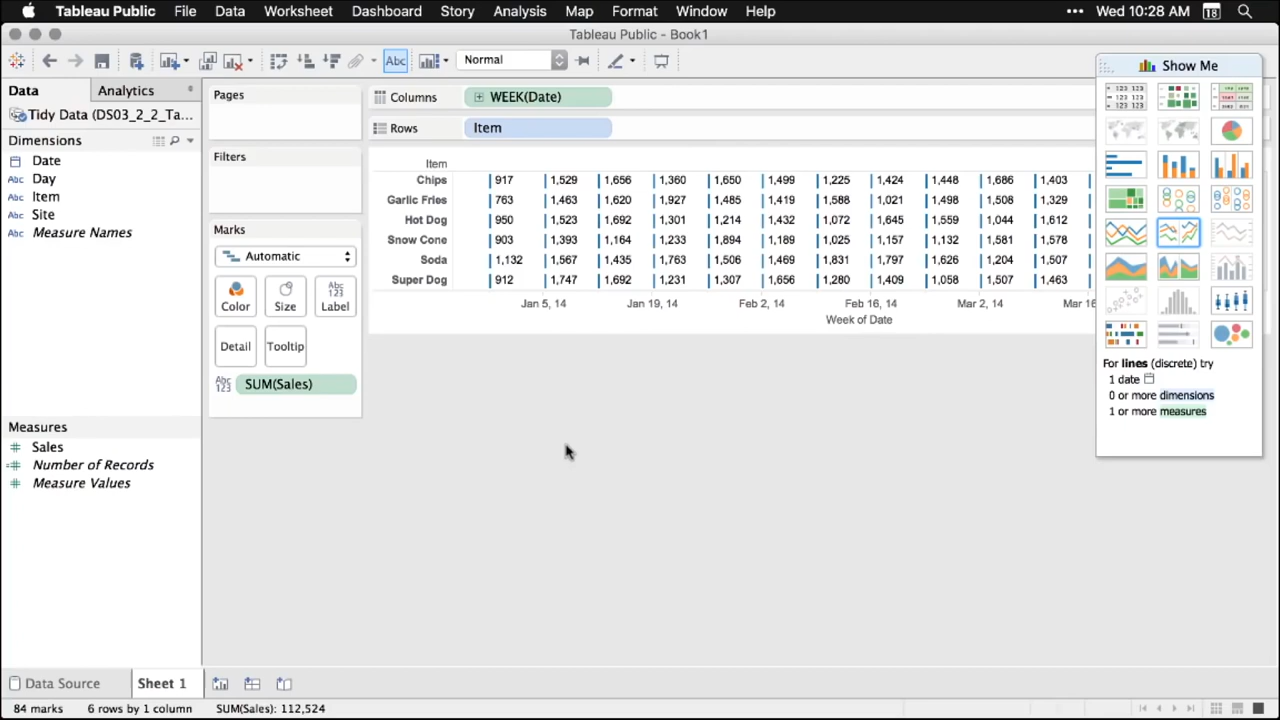 Tableau Public File Data Worksheet Dashboard Story Analysis Map Format Window Help ••• Wed 10:28 AM 18
Tableau Public - Book1
Abc Normal
Show Me
Data Analytics
Pages
Columns WEEK(Date)
Tidy Data (DS03_2_2_Ta...
Rows Item
Dimensions
Filters
Date
Abc Day
Abc Item
Abc Site
Abc Measure Names
Marks
Automatic
Color Size Abc 123 Label
Detail Tooltip
Abc 123 SUM(Sales)
Item
Chips 917 1,529 1,656 1,360 1,650 1,499 1,225 1,424 1,448 1,686 1,403
Garlic Fries 763 1,463 1,620 1,927 1,485 1,419 1,588 1,021 1,498 1,508 1,329
Hot Dog 950 1,523 1,692 1,301 1,214 1,432 1,072 1,645 1,559 1,044 1,612
Snow Cone 903 1,393 1,164 1,233 1,894 1,189 1,025 1,157 1,132 1,581 1,578
Soda 1,132 1,567 1,435 1,763 1,506 1,469 1,831 1,797 1,626 1,204 1,507
Super Dog 912 1,747 1,692 1,231 1,307 1,656 1,280 1,409 1,058 1,507 1,463
Jan 5, 14 Jan 19, 14 Feb 2, 14 Feb 16, 14 Mar 2, 14 Mar 16
Week of Date
For lines (discrete) try
1 date
0 or more dimensions
1 or more measures
Measures
Sales
Number of Records
Measure Values
Data Source Sheet 1
84 marks 6 rows by 1 column SUM(Sales): 112,524